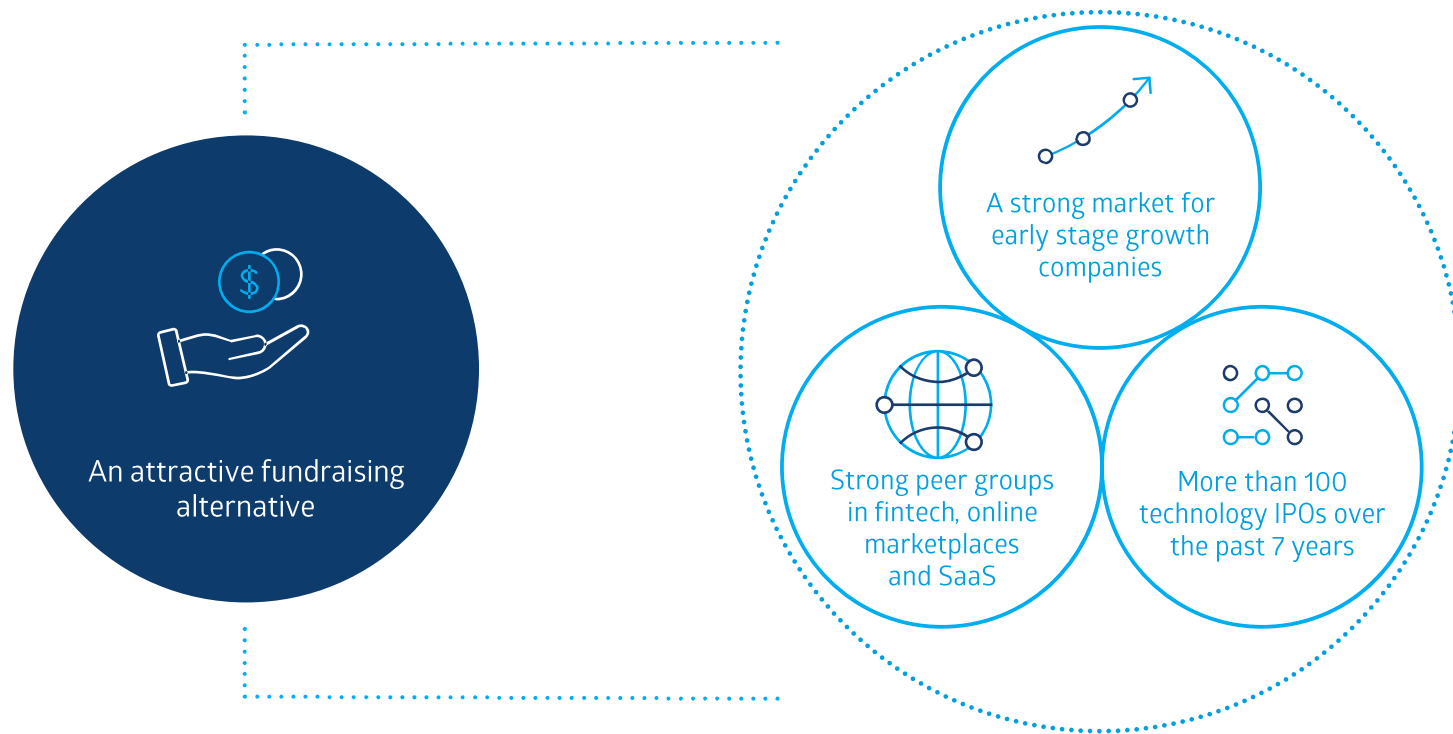 $
An attractive fundraising
alternative
A strong market for
early stage growth
companies
Strong peer groups
in fintech, online
marketplaces
and SaaS
More than 100
technology IPOs over
the past 7 years